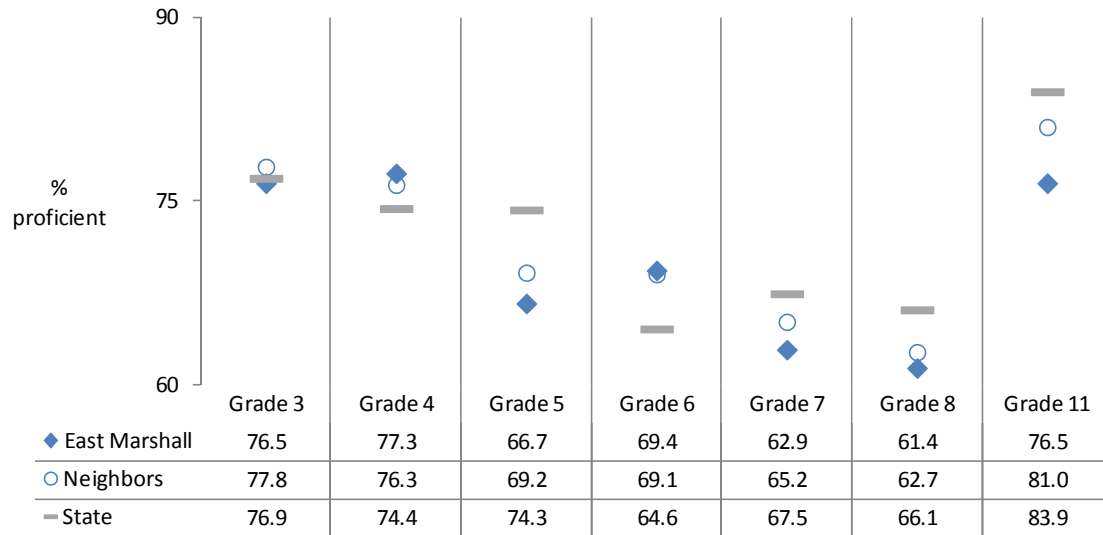 90
75
60
%
proficient
Grade 3 Grade 4 Grade 5 Grade 6 Grade 7 Grade 8 Grade 11
East Marshall 76.5 77.3 66.7 69.4 62.9 61.4 76.5
Neighbors 77.8 76.3 69.2 69.1 65.2 62.7 81.0
State 76.9 74.4 74.3 64.6 67.5 66.1 83.9